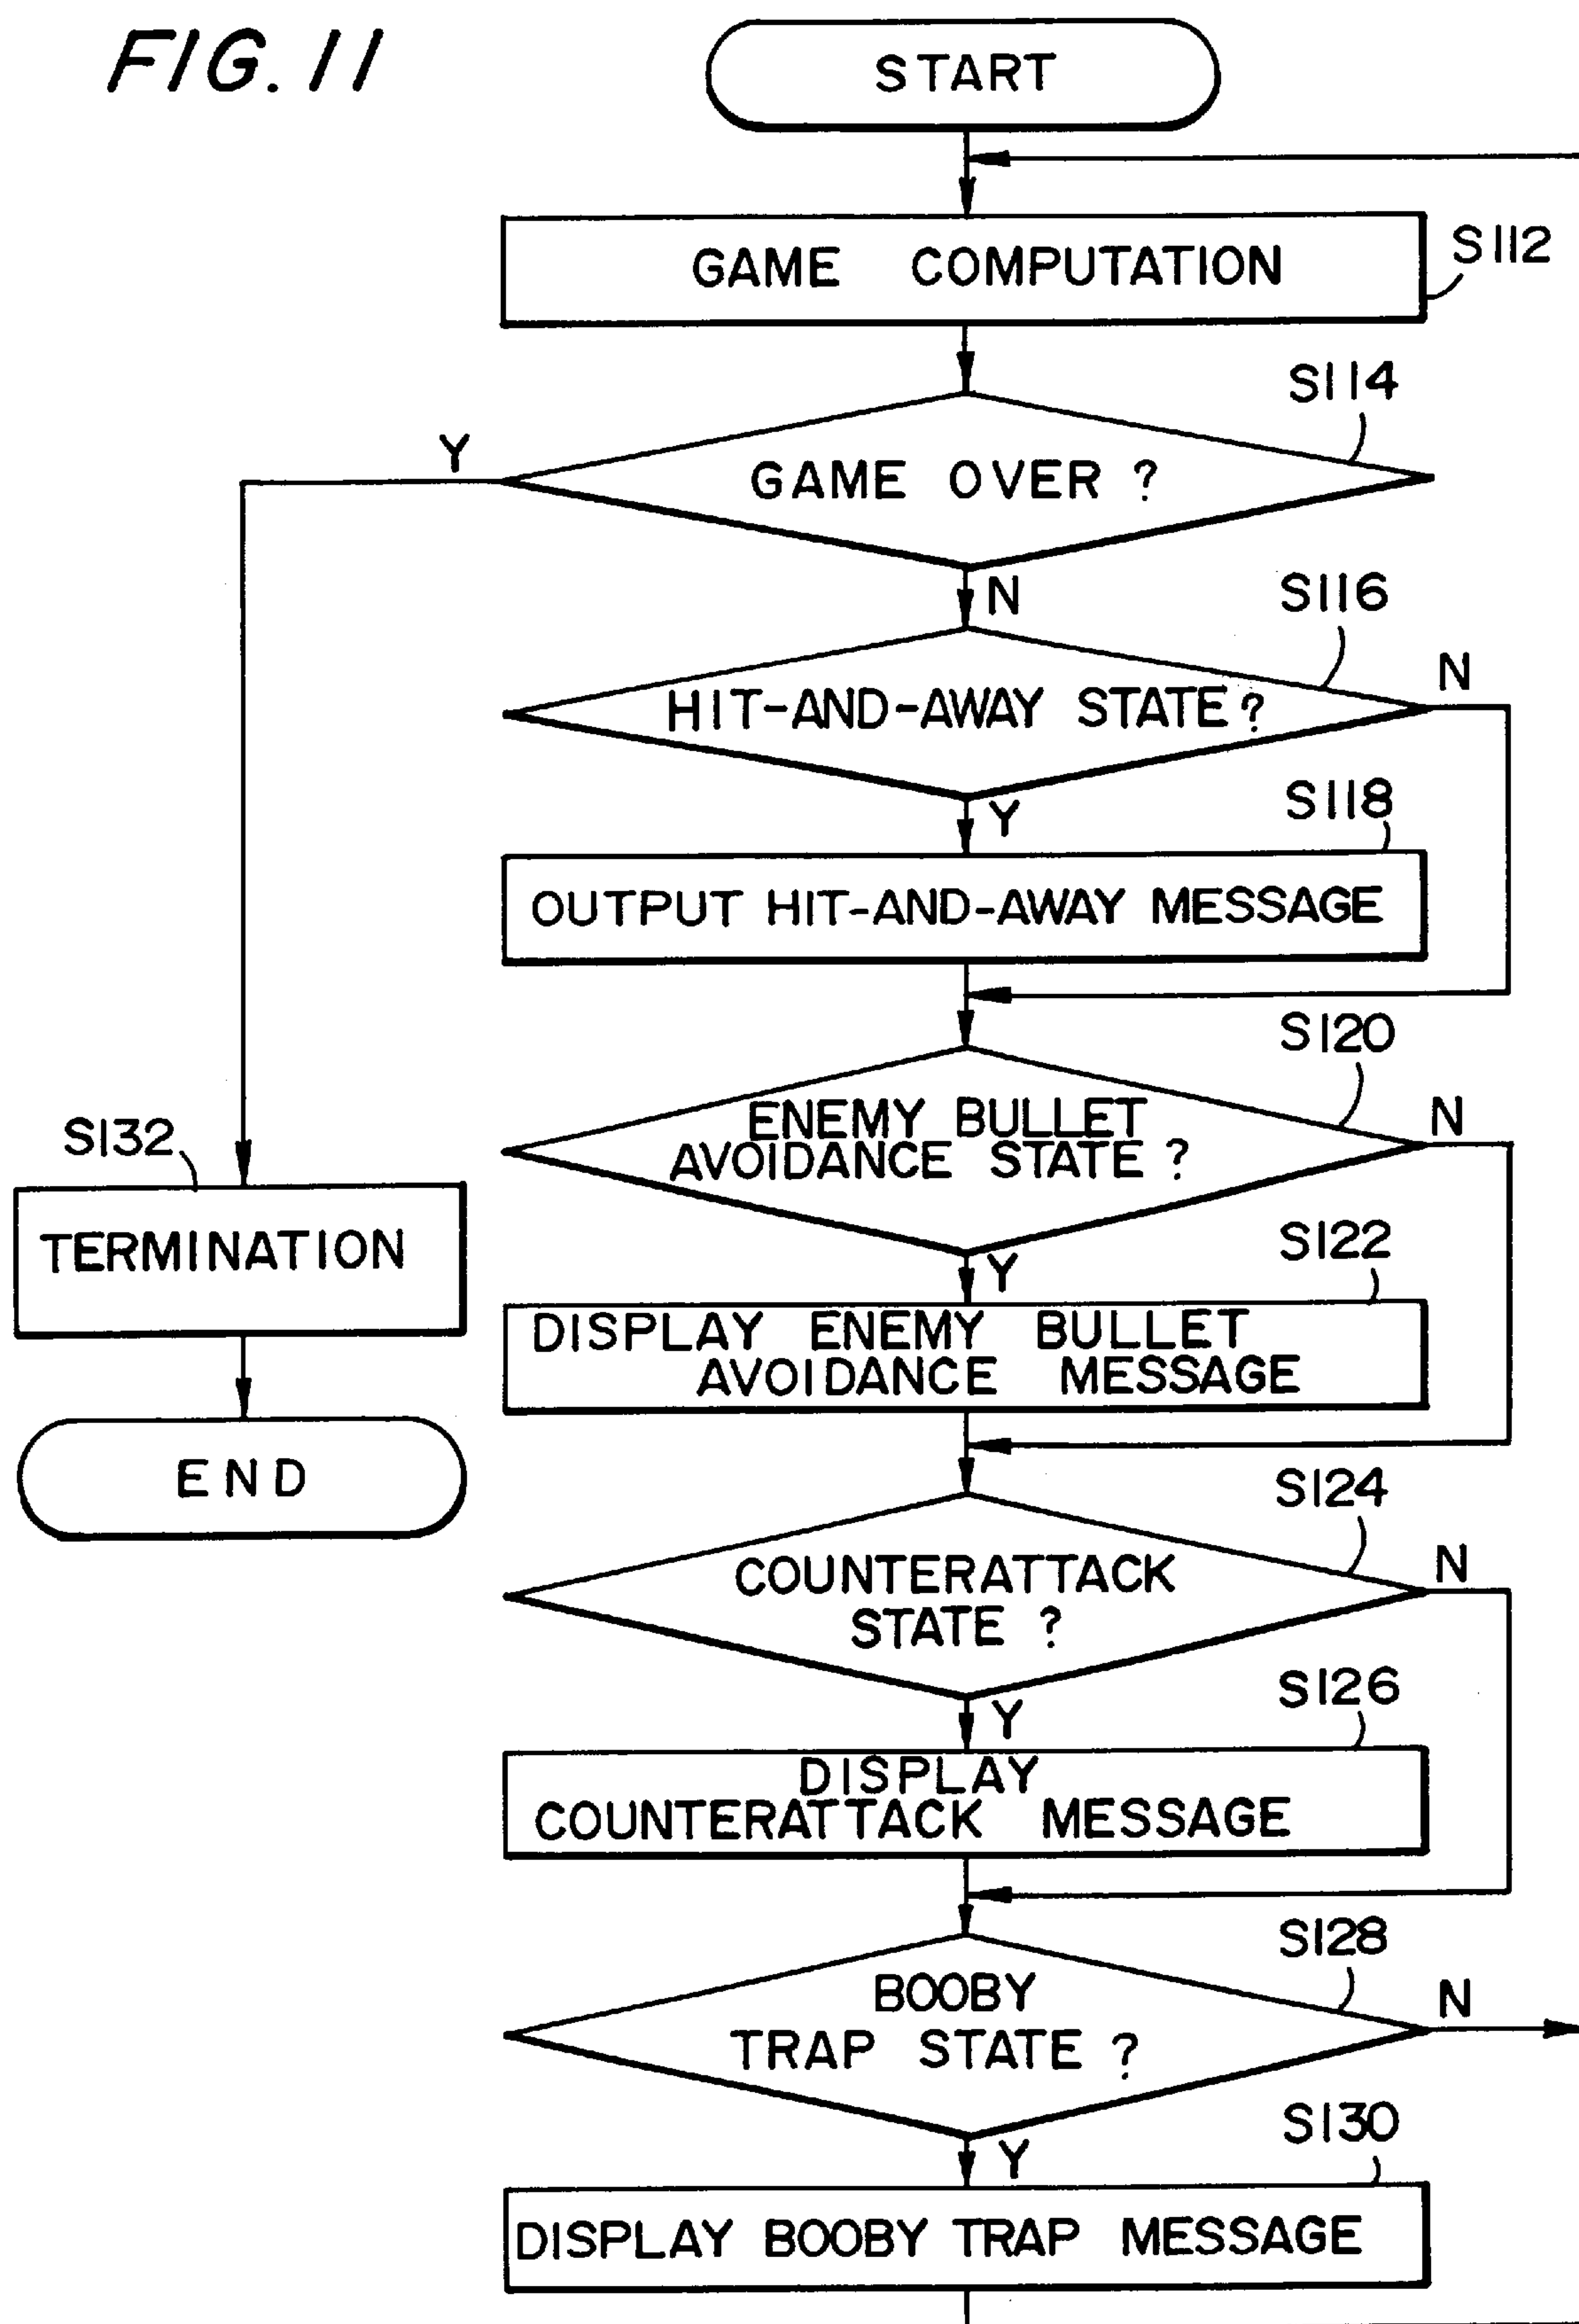 FIG. 11
START
GAME COMPUTATION
S112
S114
Y
GAME OVER ?
N
S116
HIT-AND-AWAY STATE?
N
S118
Y
OUTPUT HIT-AND-AWAY MESSAGE
S120
ENEMY BULLET
AVOIDANCE STATE ?
N
S132
TERMINATION
S122
Y
DISPLAY ENEMY BULLET
AVOIDANCE MESSAGE
END
S124
COUNTERATTACK
STATE ?
N
S126
Y
DISPLAY
COUNTERATTACK MESSAGE
S128
BOOBY
TRAP STATE ?
N
S130
Y
DISPLAY BOOBY TRAP MESSAGE